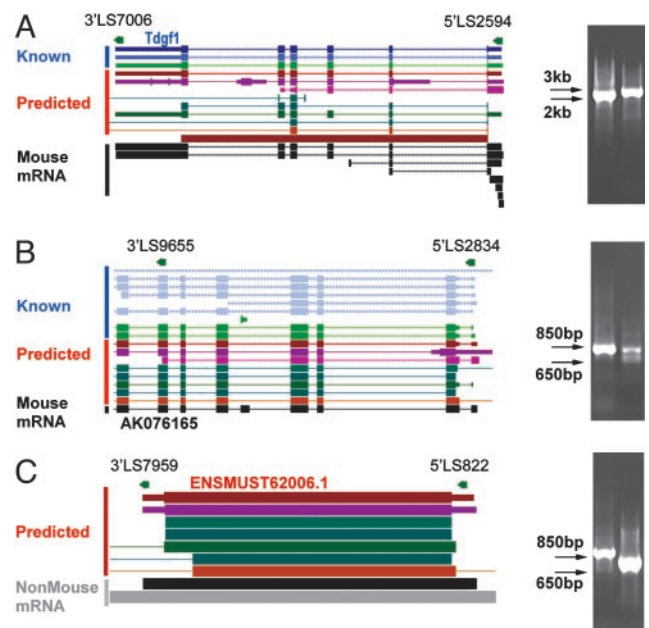 A
3'LS7006
5'LS2594
Tdgf1
Known
Predicted
Mouse
mRNA
3kb
2kb
B
3'LS9655
5'LS2834
Known
Predicted
Mouse
mRNA
AK076165
850bp
650bp
C
3'LS7959
5'LS822
ENSMUST62006.1
Predicted
NonMouse
mRNA
850bp
650bp